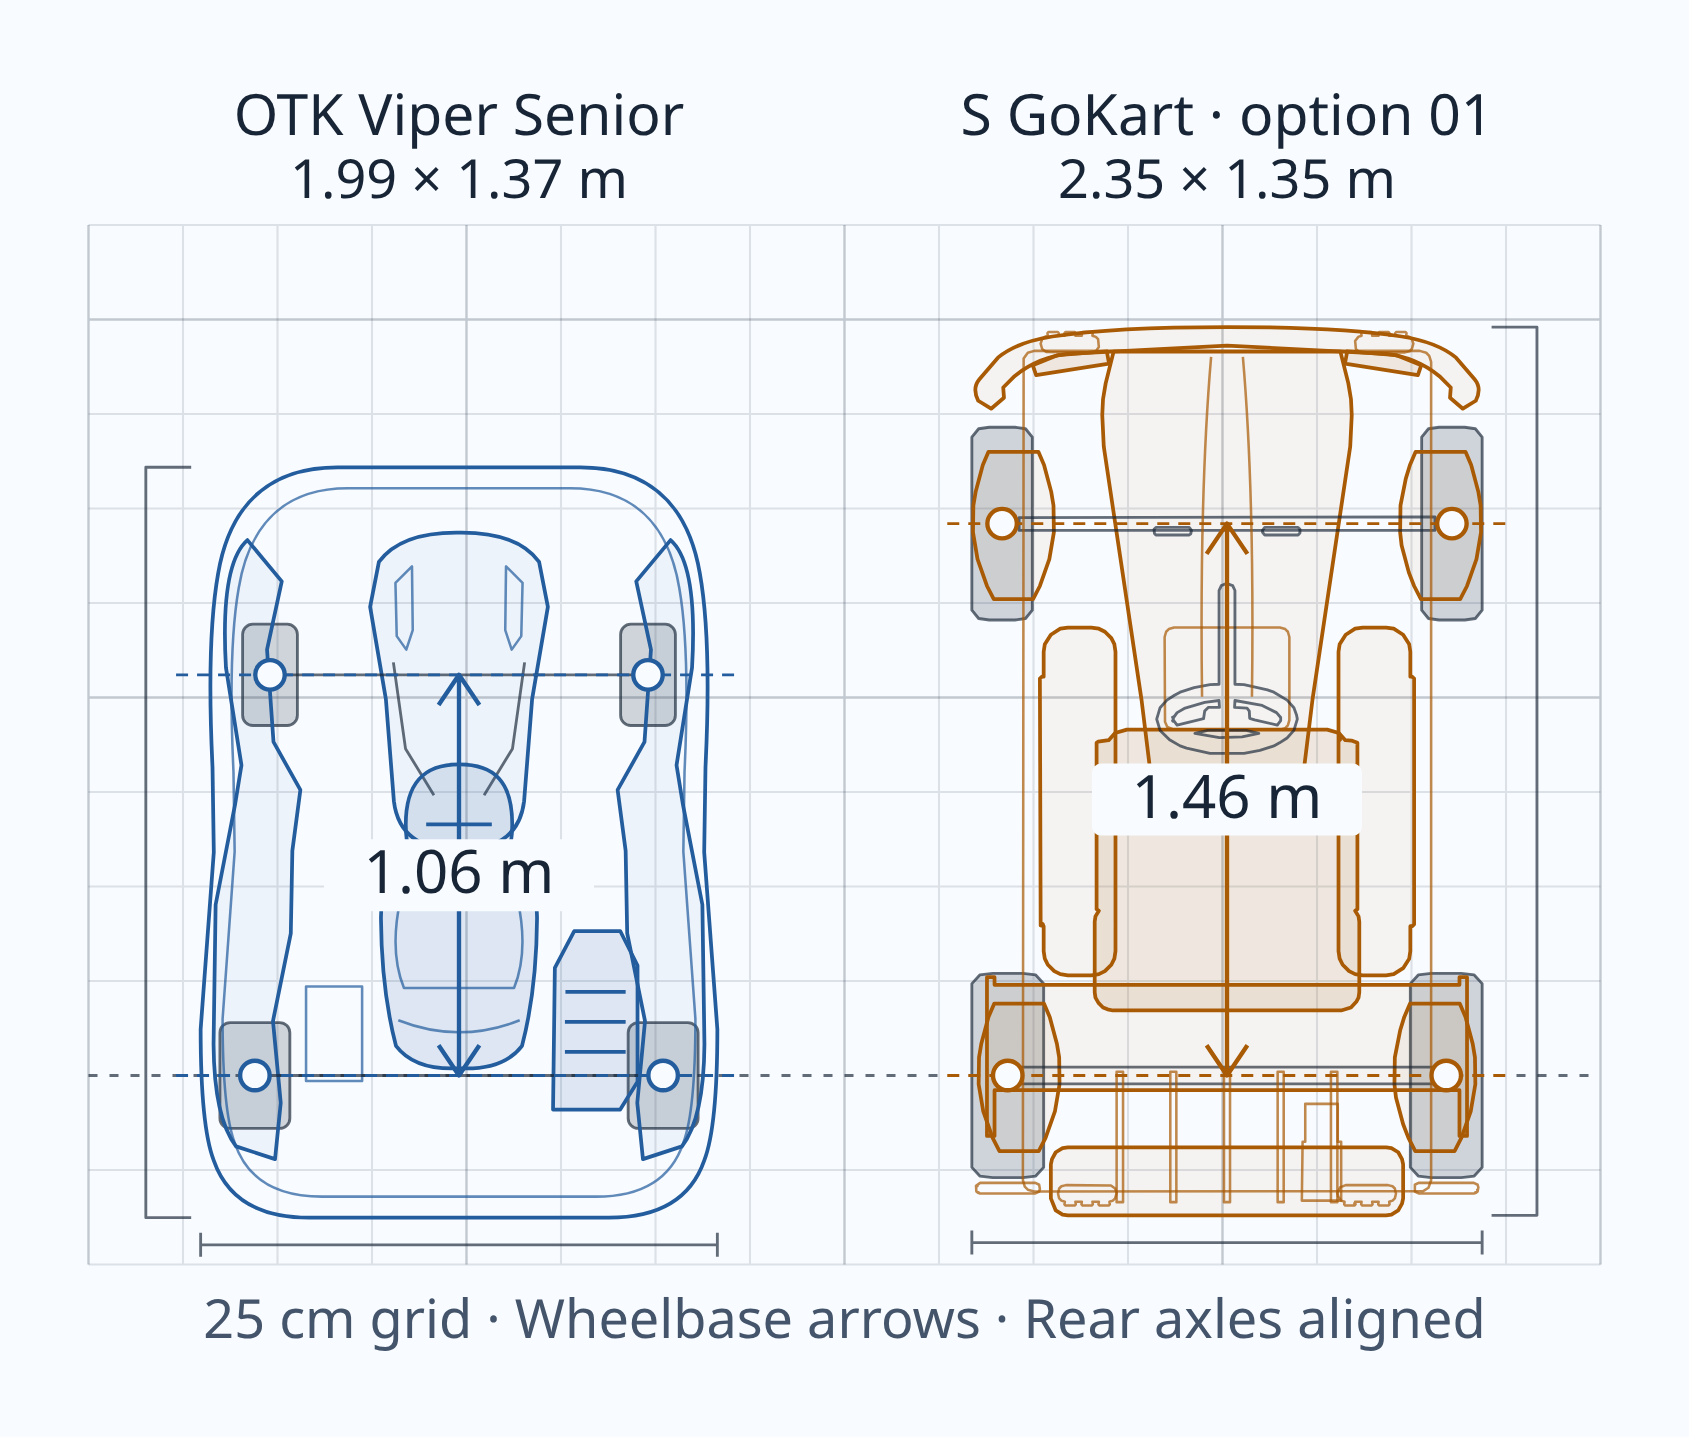 OTK Viper Senior
1.99 × 1.37 m
S GoKart · option 01
2.35 × 1.35 m
1.46 m
1.06 m
25 cm grid · Wheelbase arrows · Rear axles aligned